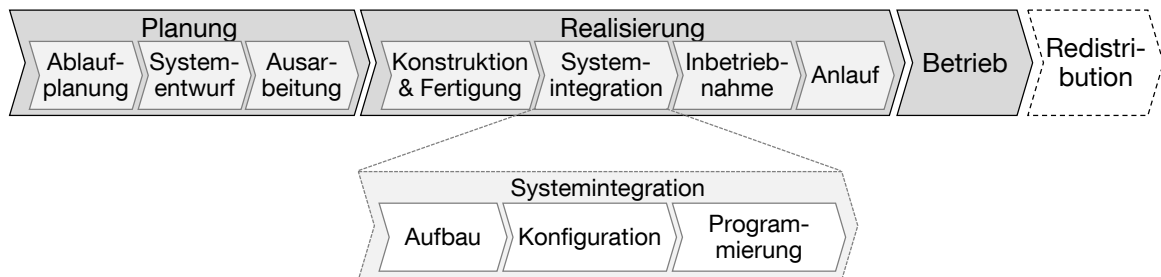 Planung
Ablauf-
planung
System-
entwurf
Ausar-
beitung
Realisierung
Konstruktion
& Fertigung
System-
integration
Inbetrieb-
nahme
Anlauf
Betrieb
Redistri-
bution
Systemintegration
Aufbau
Konfiguration
Program-
mierung